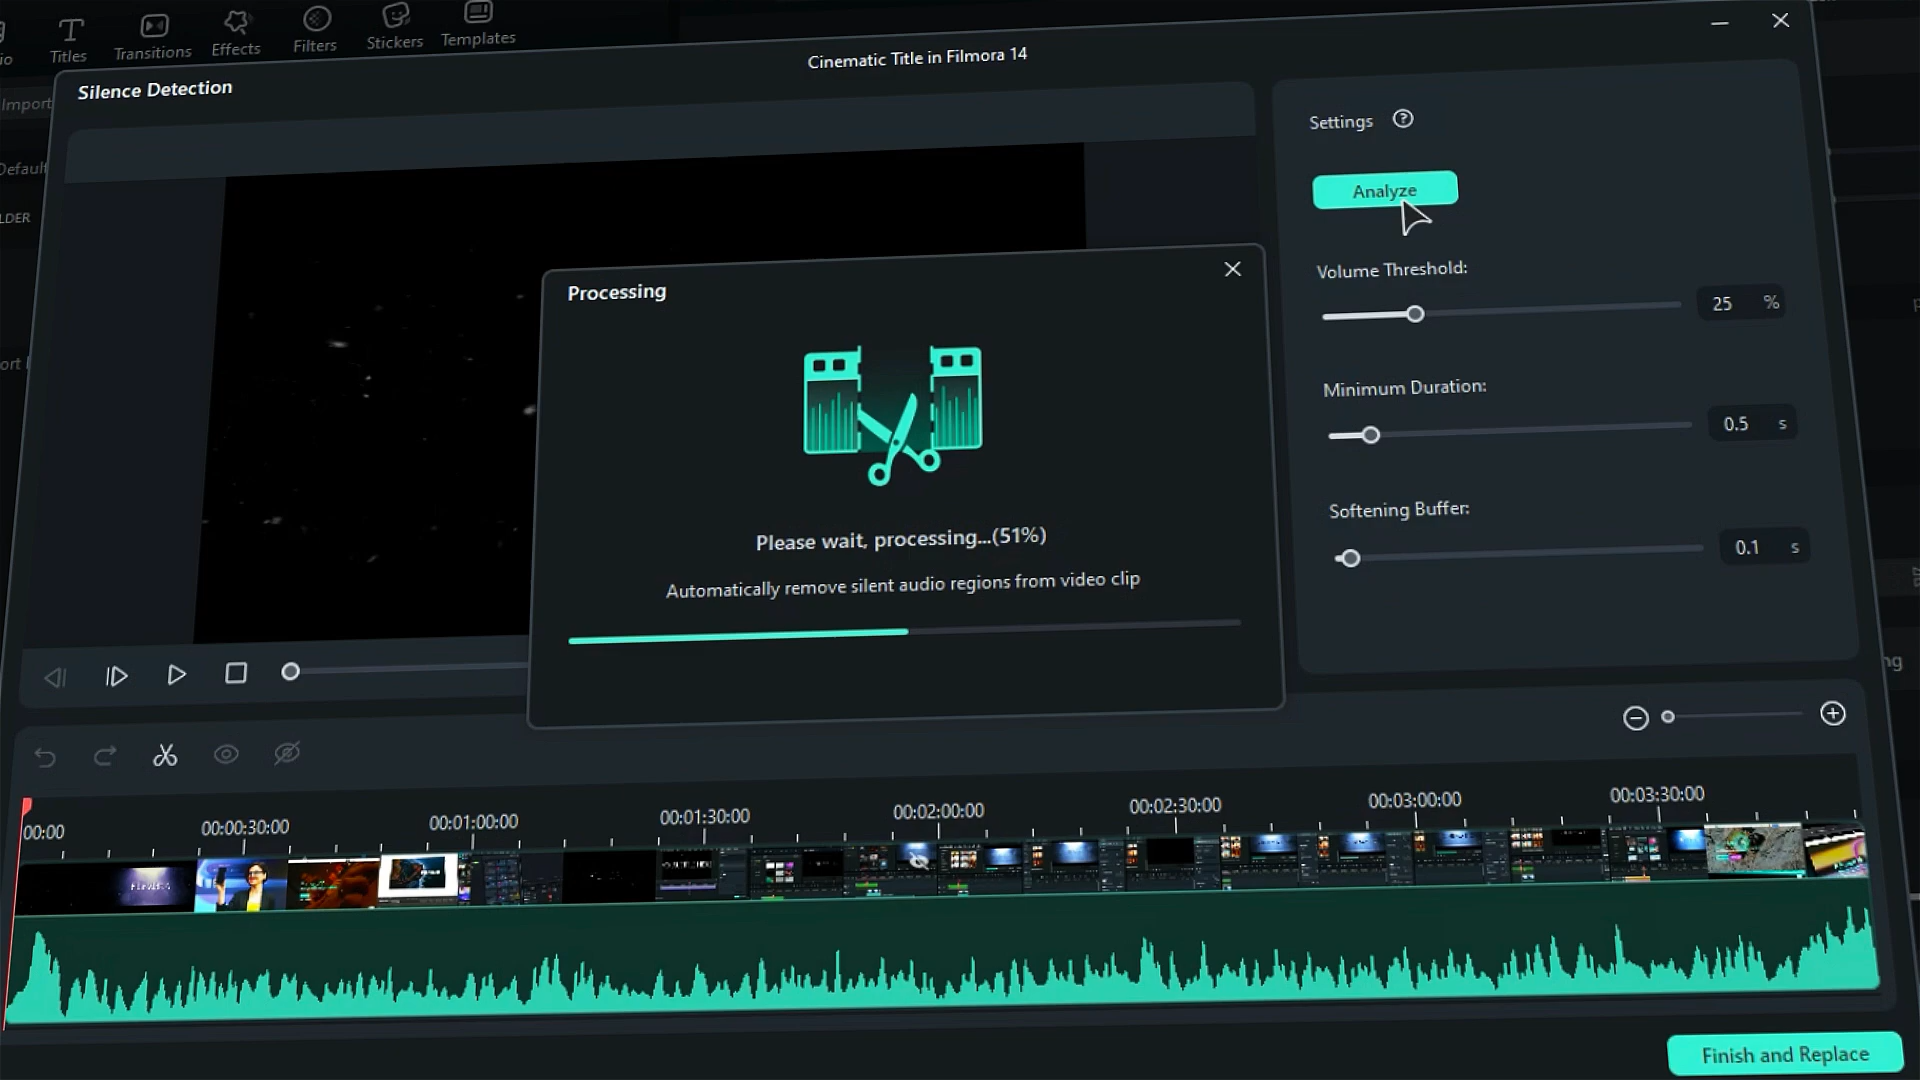 Titles
Transitions
Effects
Filters
Stickers
Templates
Import
Default
LDER
Silence Detection
Cinematic Title in Filmora 14
Settings
Analyze
Volume Threshold:
25 %
Minimum Duration:
0.5 s
Softening Buffer:
0.1 s
Processing
Please wait, processing...(51%)
Automatically remove silent audio regions from video clip
00:00
00:00:30:00
00:01:00:00
00:01:30:00
00:02:00:00
00:02:30:00
00:03:00:00
00:03:30:00
Finish and Replace